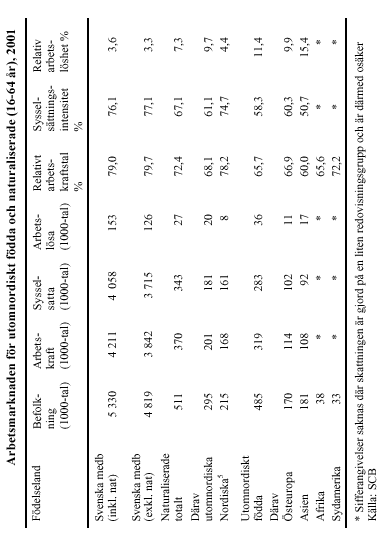 Arbetsmarknaden för utomnordiskt födda och naturaliserade (16-64 år), 2001
Födelseland Befolk- Arbets- Syssel- Arbets- Relativt Syssel- Relativ
ning kraft satta lösa arbets- sättnings- arbets-
(1000-tal) (1000-tal) (1000-tal) (1000-tal) kraftstal intensitet löshet %
% %
Svenska medb
(inkl. nat) 5 330 4 211 4 058 153 79,0 76,1 3,6
Svenska medb
(exkl. nat) 4 819 3 842 3 715 126 79,7 77,1 3,3
Naturaliserade
totalt 511 370 343 27 72,4 67,1 7,3
Därav
utomnordiska 295 201 181 20 68,1 61,1 9,7
Nordiska⁵ 215 168 161 8 78,2 74,7 4,4
Utomnordiskt
födda 485 319 283 36 65,7 58,3 11,4
Därav
Östeuropa 170 114 102 11 66,9 60,3 9,9
Asien 181 108 92 17 60,0 50,7 15,4
Afrika 38 * * * 65,6 * *
Sydamerika 33 * * * 72,2 * *
* Sifferangivelser saknas där skattningen är gjord på en liten redovisningsgrupp och är därmed osäker
Källa: SCB